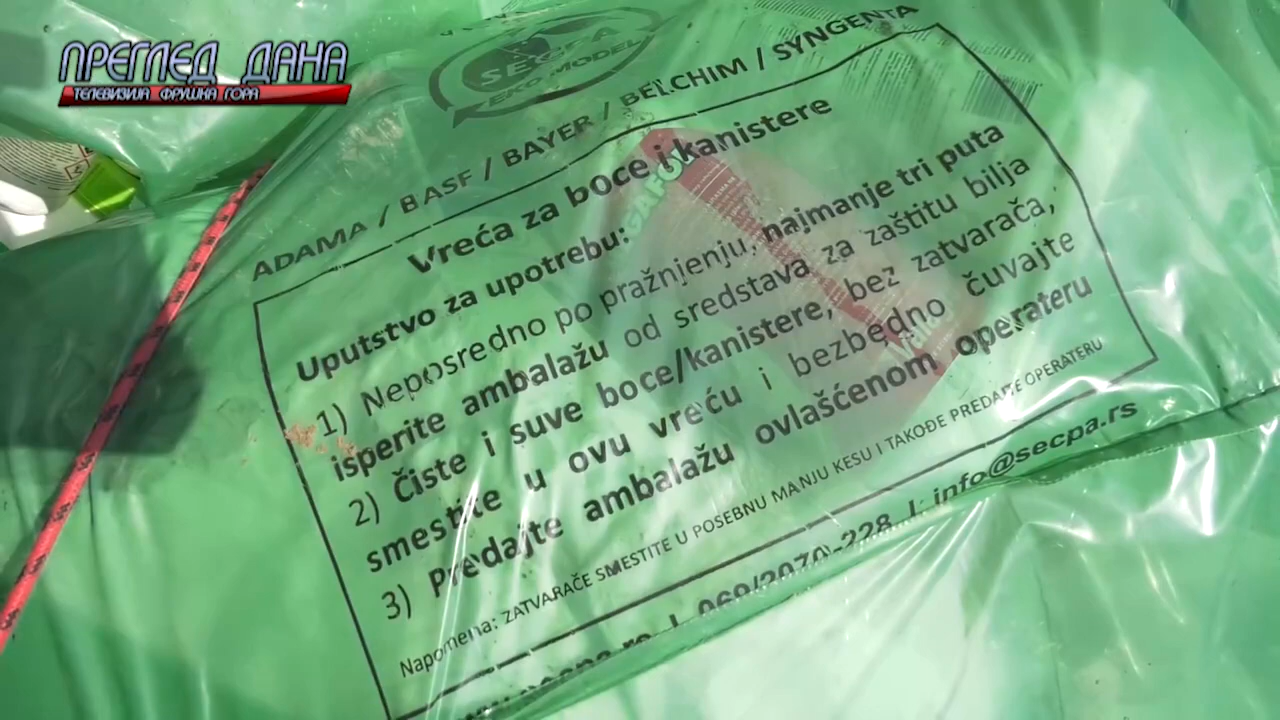 ПРЕГЛЕД ДАНА
ТЕЛЕВИЗИЈА ФРУШКА ГОРА
SECPA
EKO MODEL
ADAMA / BASF / BAYER / BELCHIM / SYNGENTA
Vreća za boce i kanistere
Uputstvo za upotrebu:
1) Neposredno po pražnjenju, najmanje tri puta
isperite ambalažu od sredstava za zaštitu bilja
2) Čiste i suve boce/kanistere, bez zatvarača,
smestite u ovu vreću i bezbedno čuvajte
3) Predajte ambalažu ovlašćenom operateru
Napomena: ZATVARAČE SMESTITE U POSEBNU MANJU KESU I TAKOĐE PREDAJTE OPERATERU
069/2070-228 | info@secpa.rs